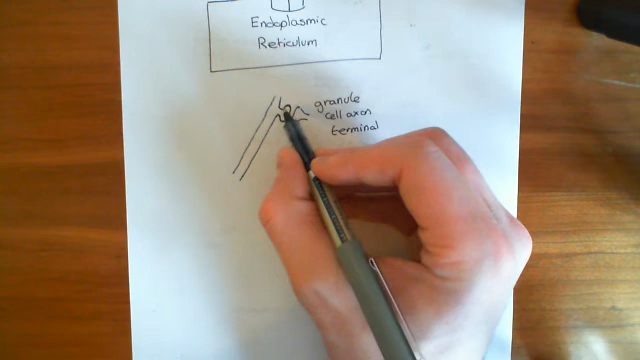 Endoplasmic
Reticulum
granule
cell axon
terminal